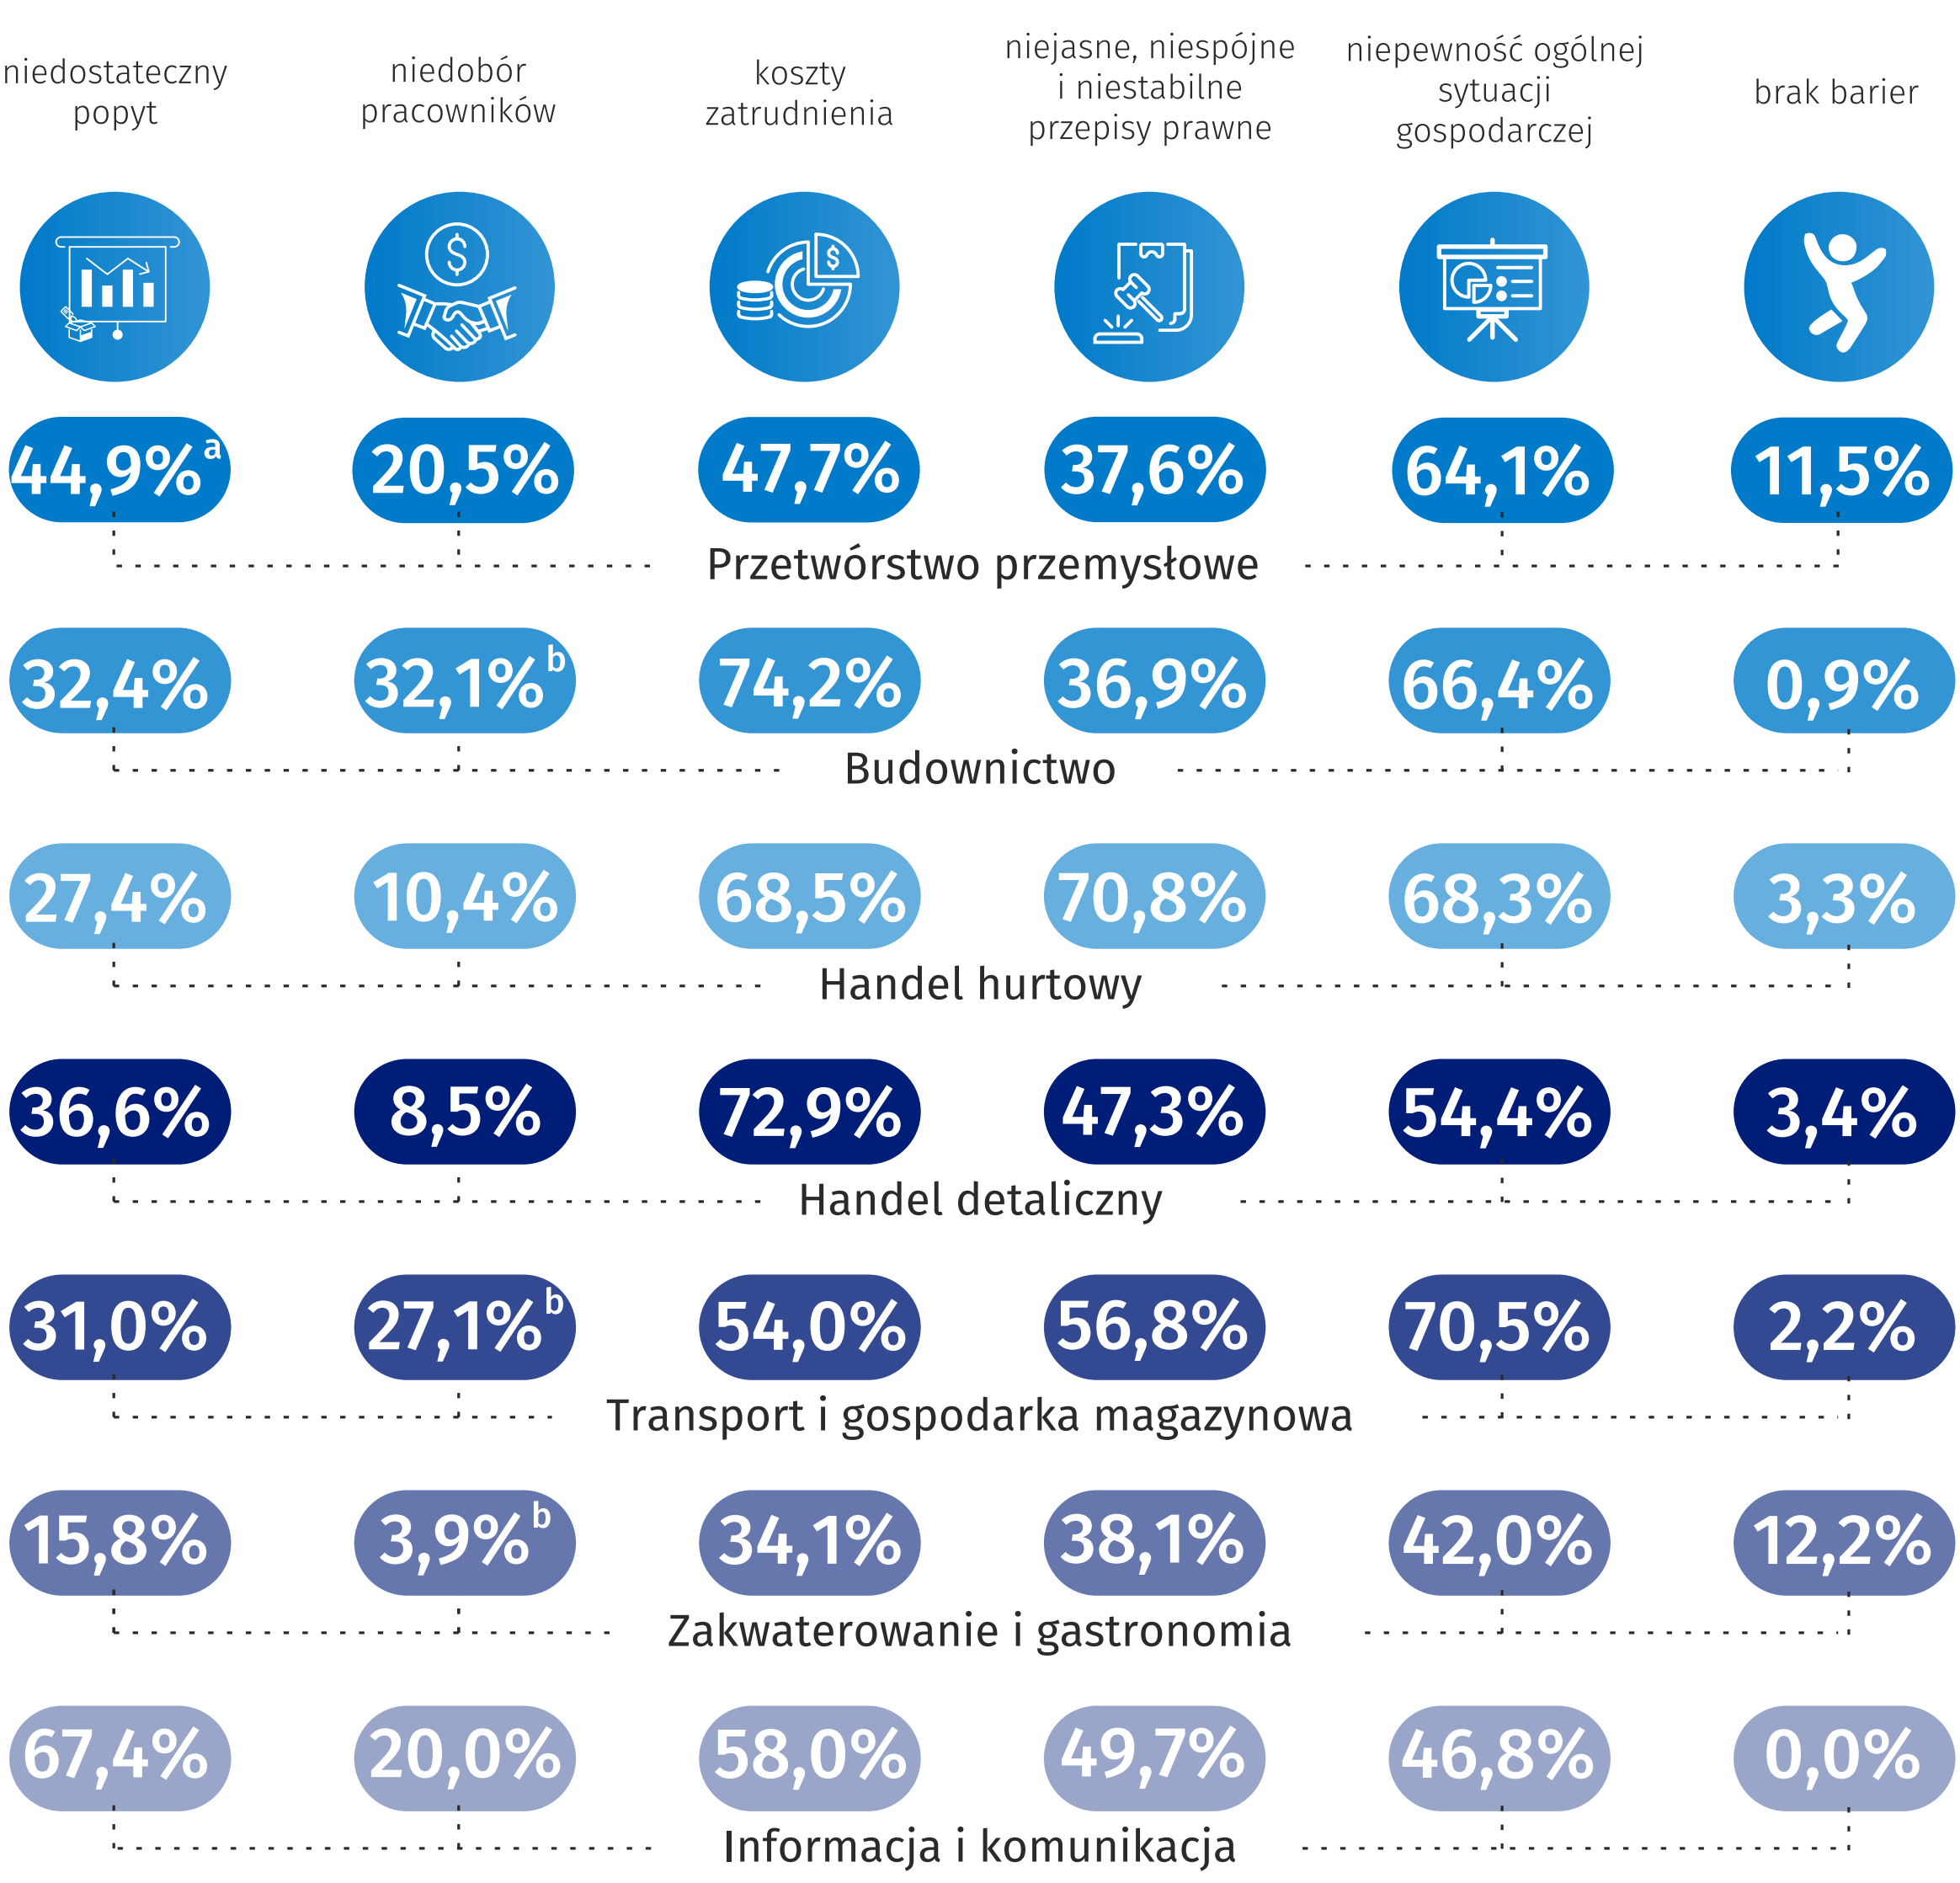 niedostateczny
popyt
niedobór
pracowników
koszty
zatrudnienia
niejasne, niespójne
i niestabilne
przepisy prawne
niepewność ogólnej
sytuacji
gospodarczej
brak barier
$
$
44,9%a 20,5% 47,7% 37,6% 64,1% 11,5%
Przetwórstwo przemysłowe
32,4% 32,1%b 74,2% 36,9% 66,4% 0,9%
Budownictwo
27,4% 10,4% 68,5% 70,8% 68,3% 3,3%
Handel hurtowy
36,6% 8,5% 72,9% 47,3% 54,4% 3,4%
Handel detaliczny
31,0% 27,1%b 54,0% 56,8% 70,5% 2,2%
Transport i gospodarka magazynowa
15,8% 3,9%b 34,1% 38,1% 42,0% 12,2%
Zakwaterowanie i gastronomia
67,4% 20,0% 58,0% 49,7% 46,8% 0,0%
Informacja i komunikacja